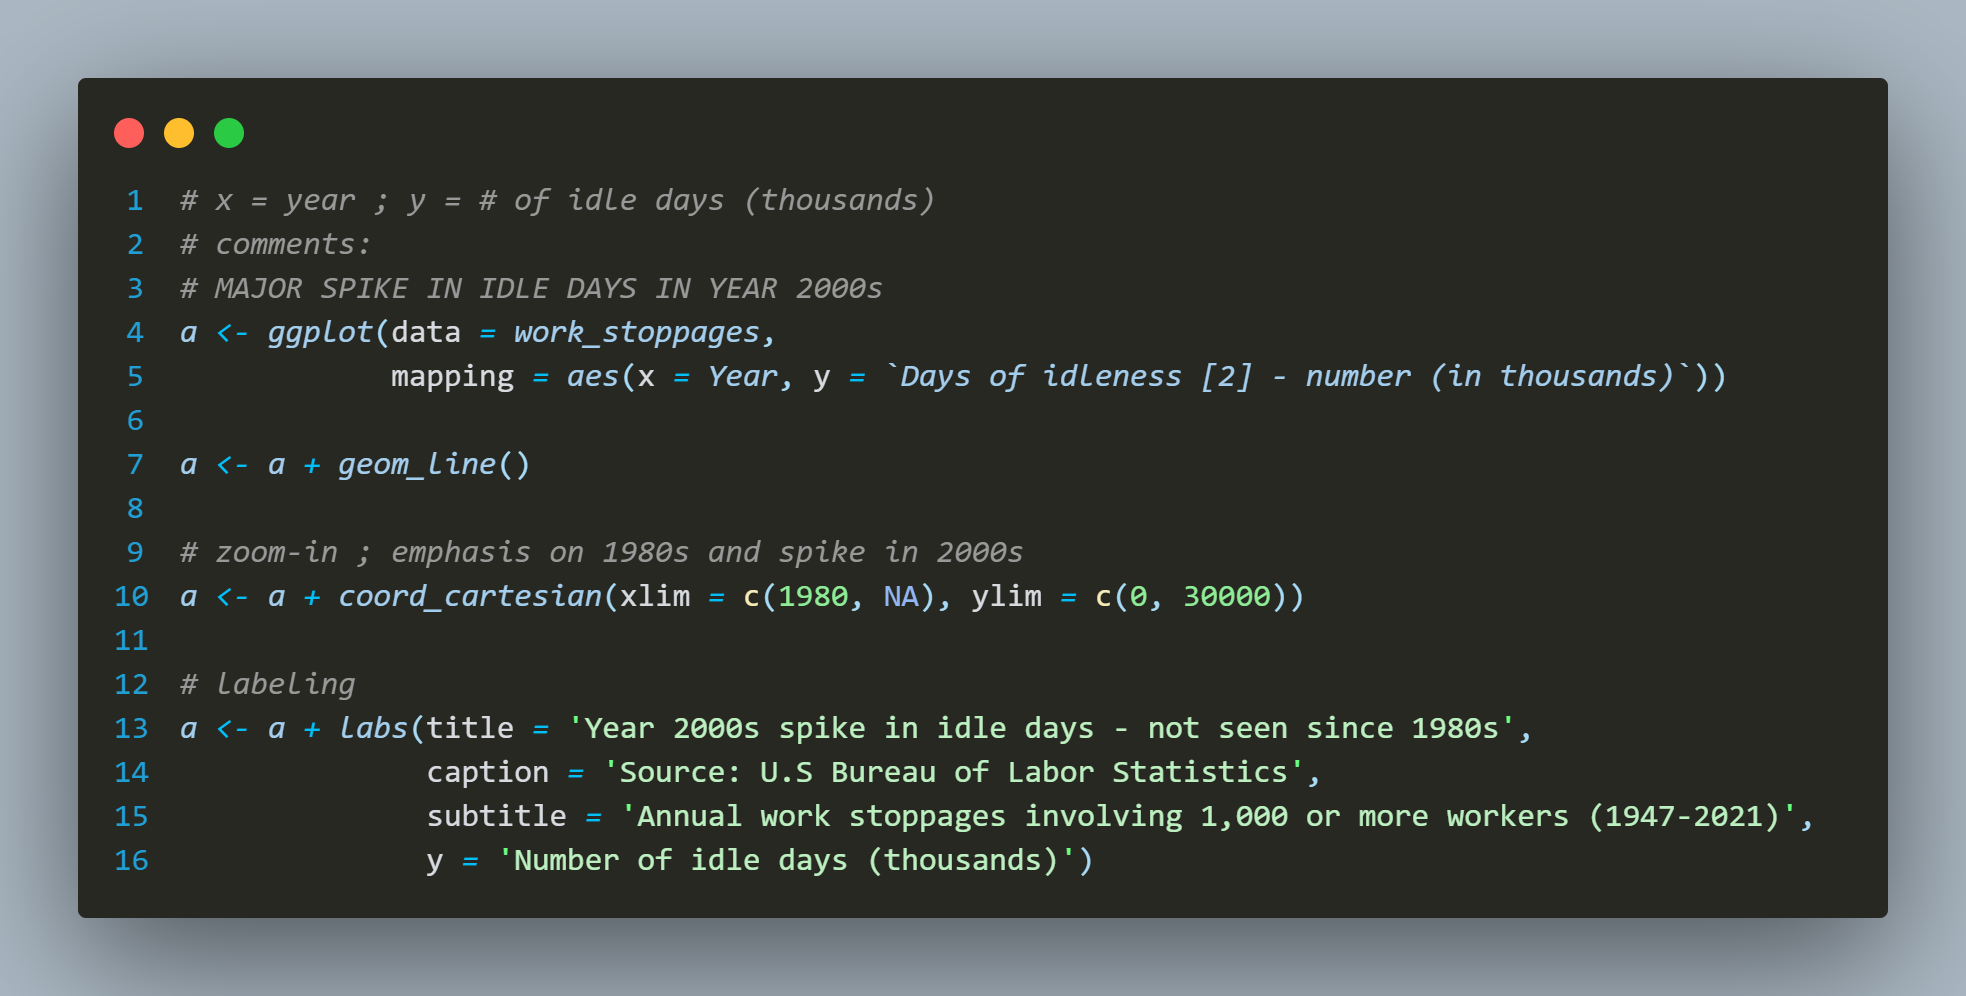 1 # x = year ; y = # of idle days (thousands)
2 # comments:
3 # MAJOR SPIKE IN IDLE DAYS IN YEAR 2000s
4 a <- ggplot(data = work_stoppages,
5             mapping = aes(x = Year, y = `Days of idleness [2] - number (in thousands)`))
6
7 a <- a + geom_line()
8
9 # zoom-in ; emphasis on 1980s and spike in 2000s
10 a <- a + coord_cartesian(xlim = c(1980, NA), ylim = c(0, 30000))
11
12 # labeling
13 a <- a + labs(title = 'Year 2000s spike in idle days - not seen since 1980s',
14               caption = 'Source: U.S Bureau of Labor Statistics',
15               subtitle = 'Annual work stoppages involving 1,000 or more workers (1947-2021)',
16               y = 'Number of idle days (thousands)')